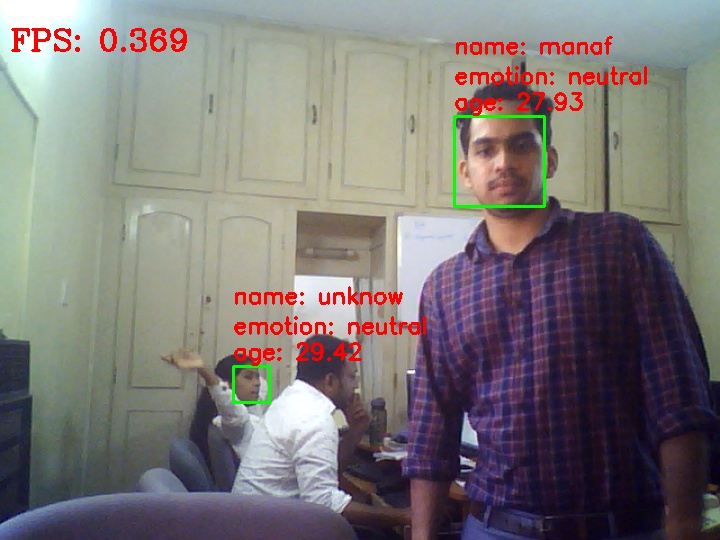 FPS: 0.369
name: manaf
emotion: neutral
age: 27.93
name: unknow
emotion: neutral
age: 29.42